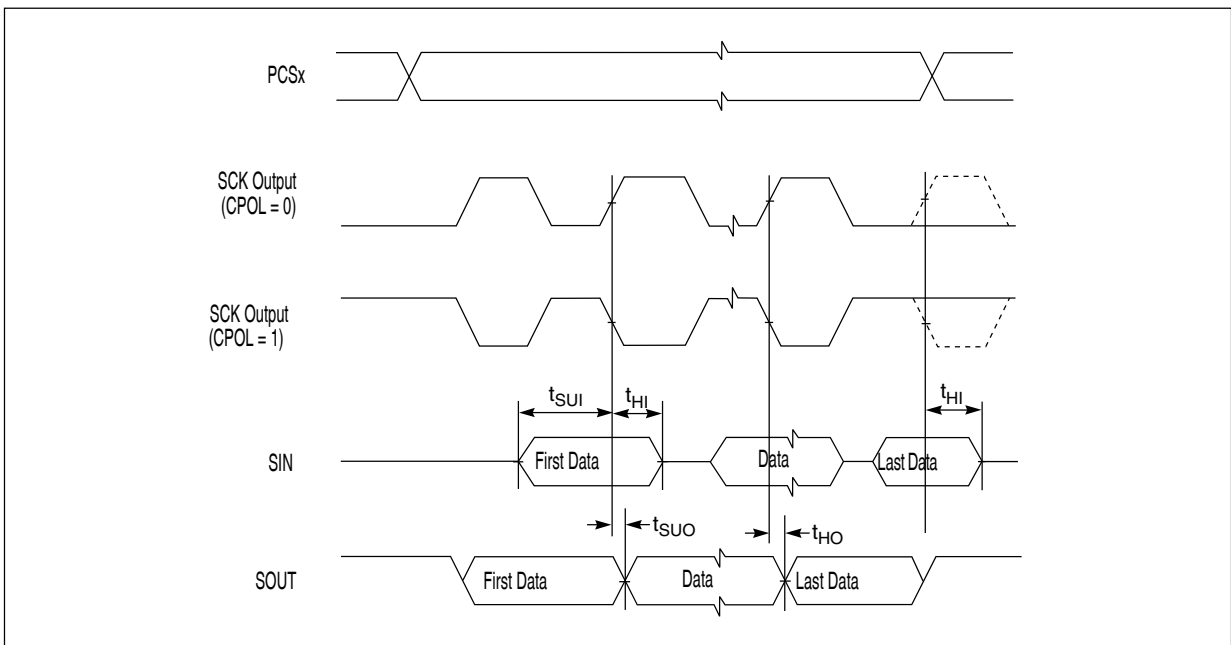 PCSx
SCK Output
(CPOL = 0)
SCK Output
(CPOL = 1)
tSUI
tHI
tHI
SIN
First Data
Data
Last Data
tSUO
tHO
SOUT
First Data
Data
Last Data